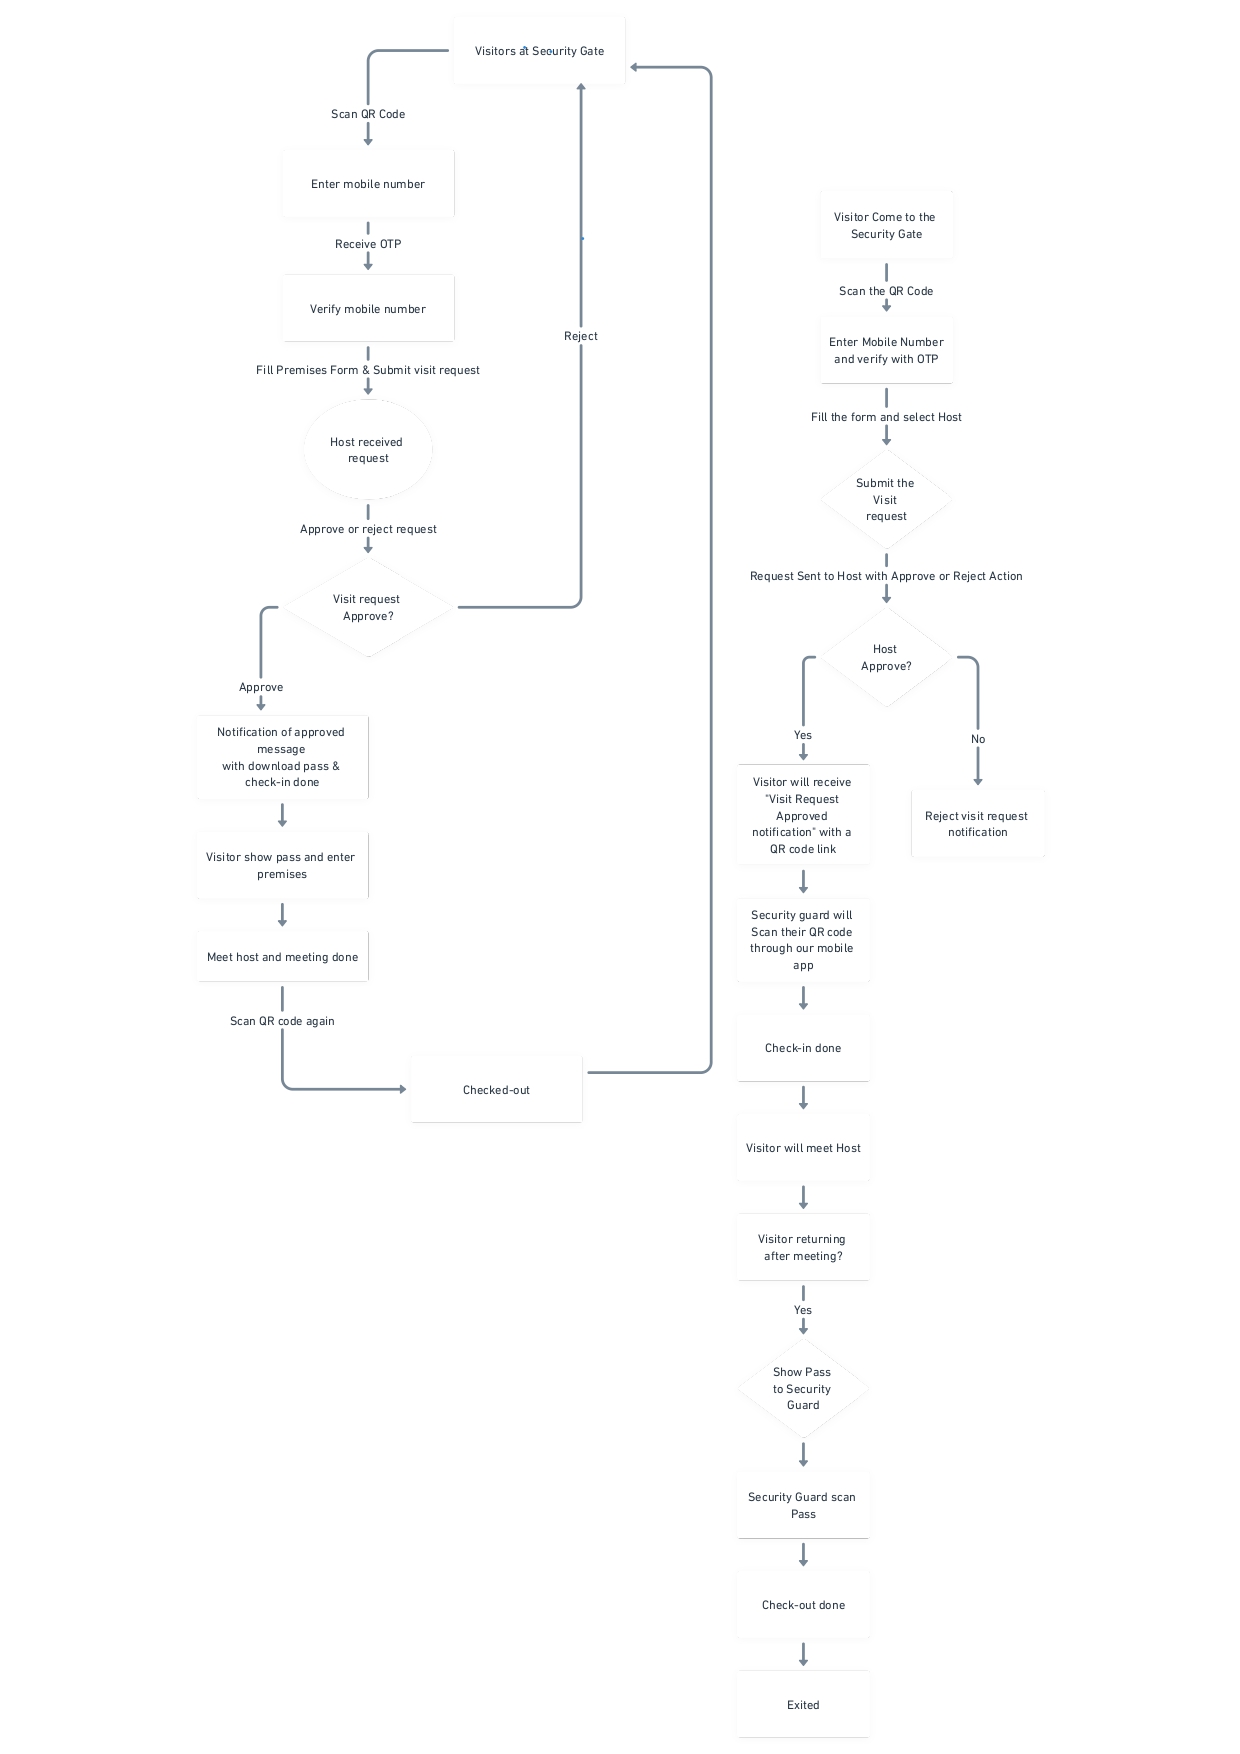 Visitors at Security Gate
Scan QR Code
Enter mobile number
Receive OTP
Verify mobile number
Fill Premises Form & Submit visit request
Host received
request
Approve or reject request
Visit request
Approve?
Reject
Approve
Notification of approved
message
with download pass &
check-in done
Visitor show pass and enter
premises
Meet host and meeting done
Scan QR code again
Checked-out
Visitor Come to the
Security Gate
Scan the QR Code
Enter Mobile Number
and verify with OTP
Fill the form and select Host
Submit the
Visit
request
Request Sent to Host with Approve or Reject Action
Host
Approve?
Yes
No
Visitor will receive
"Visit Request
Approved
notification" with a
QR code link
Reject visit request
notification
Security guard will
Scan their QR code
through our mobile
app
Check-in done
Visitor will meet Host
Visitor returning
after meeting?
Yes
Show Pass
to Security
Guard
Security Guard scan
Pass
Check-out done
Exited